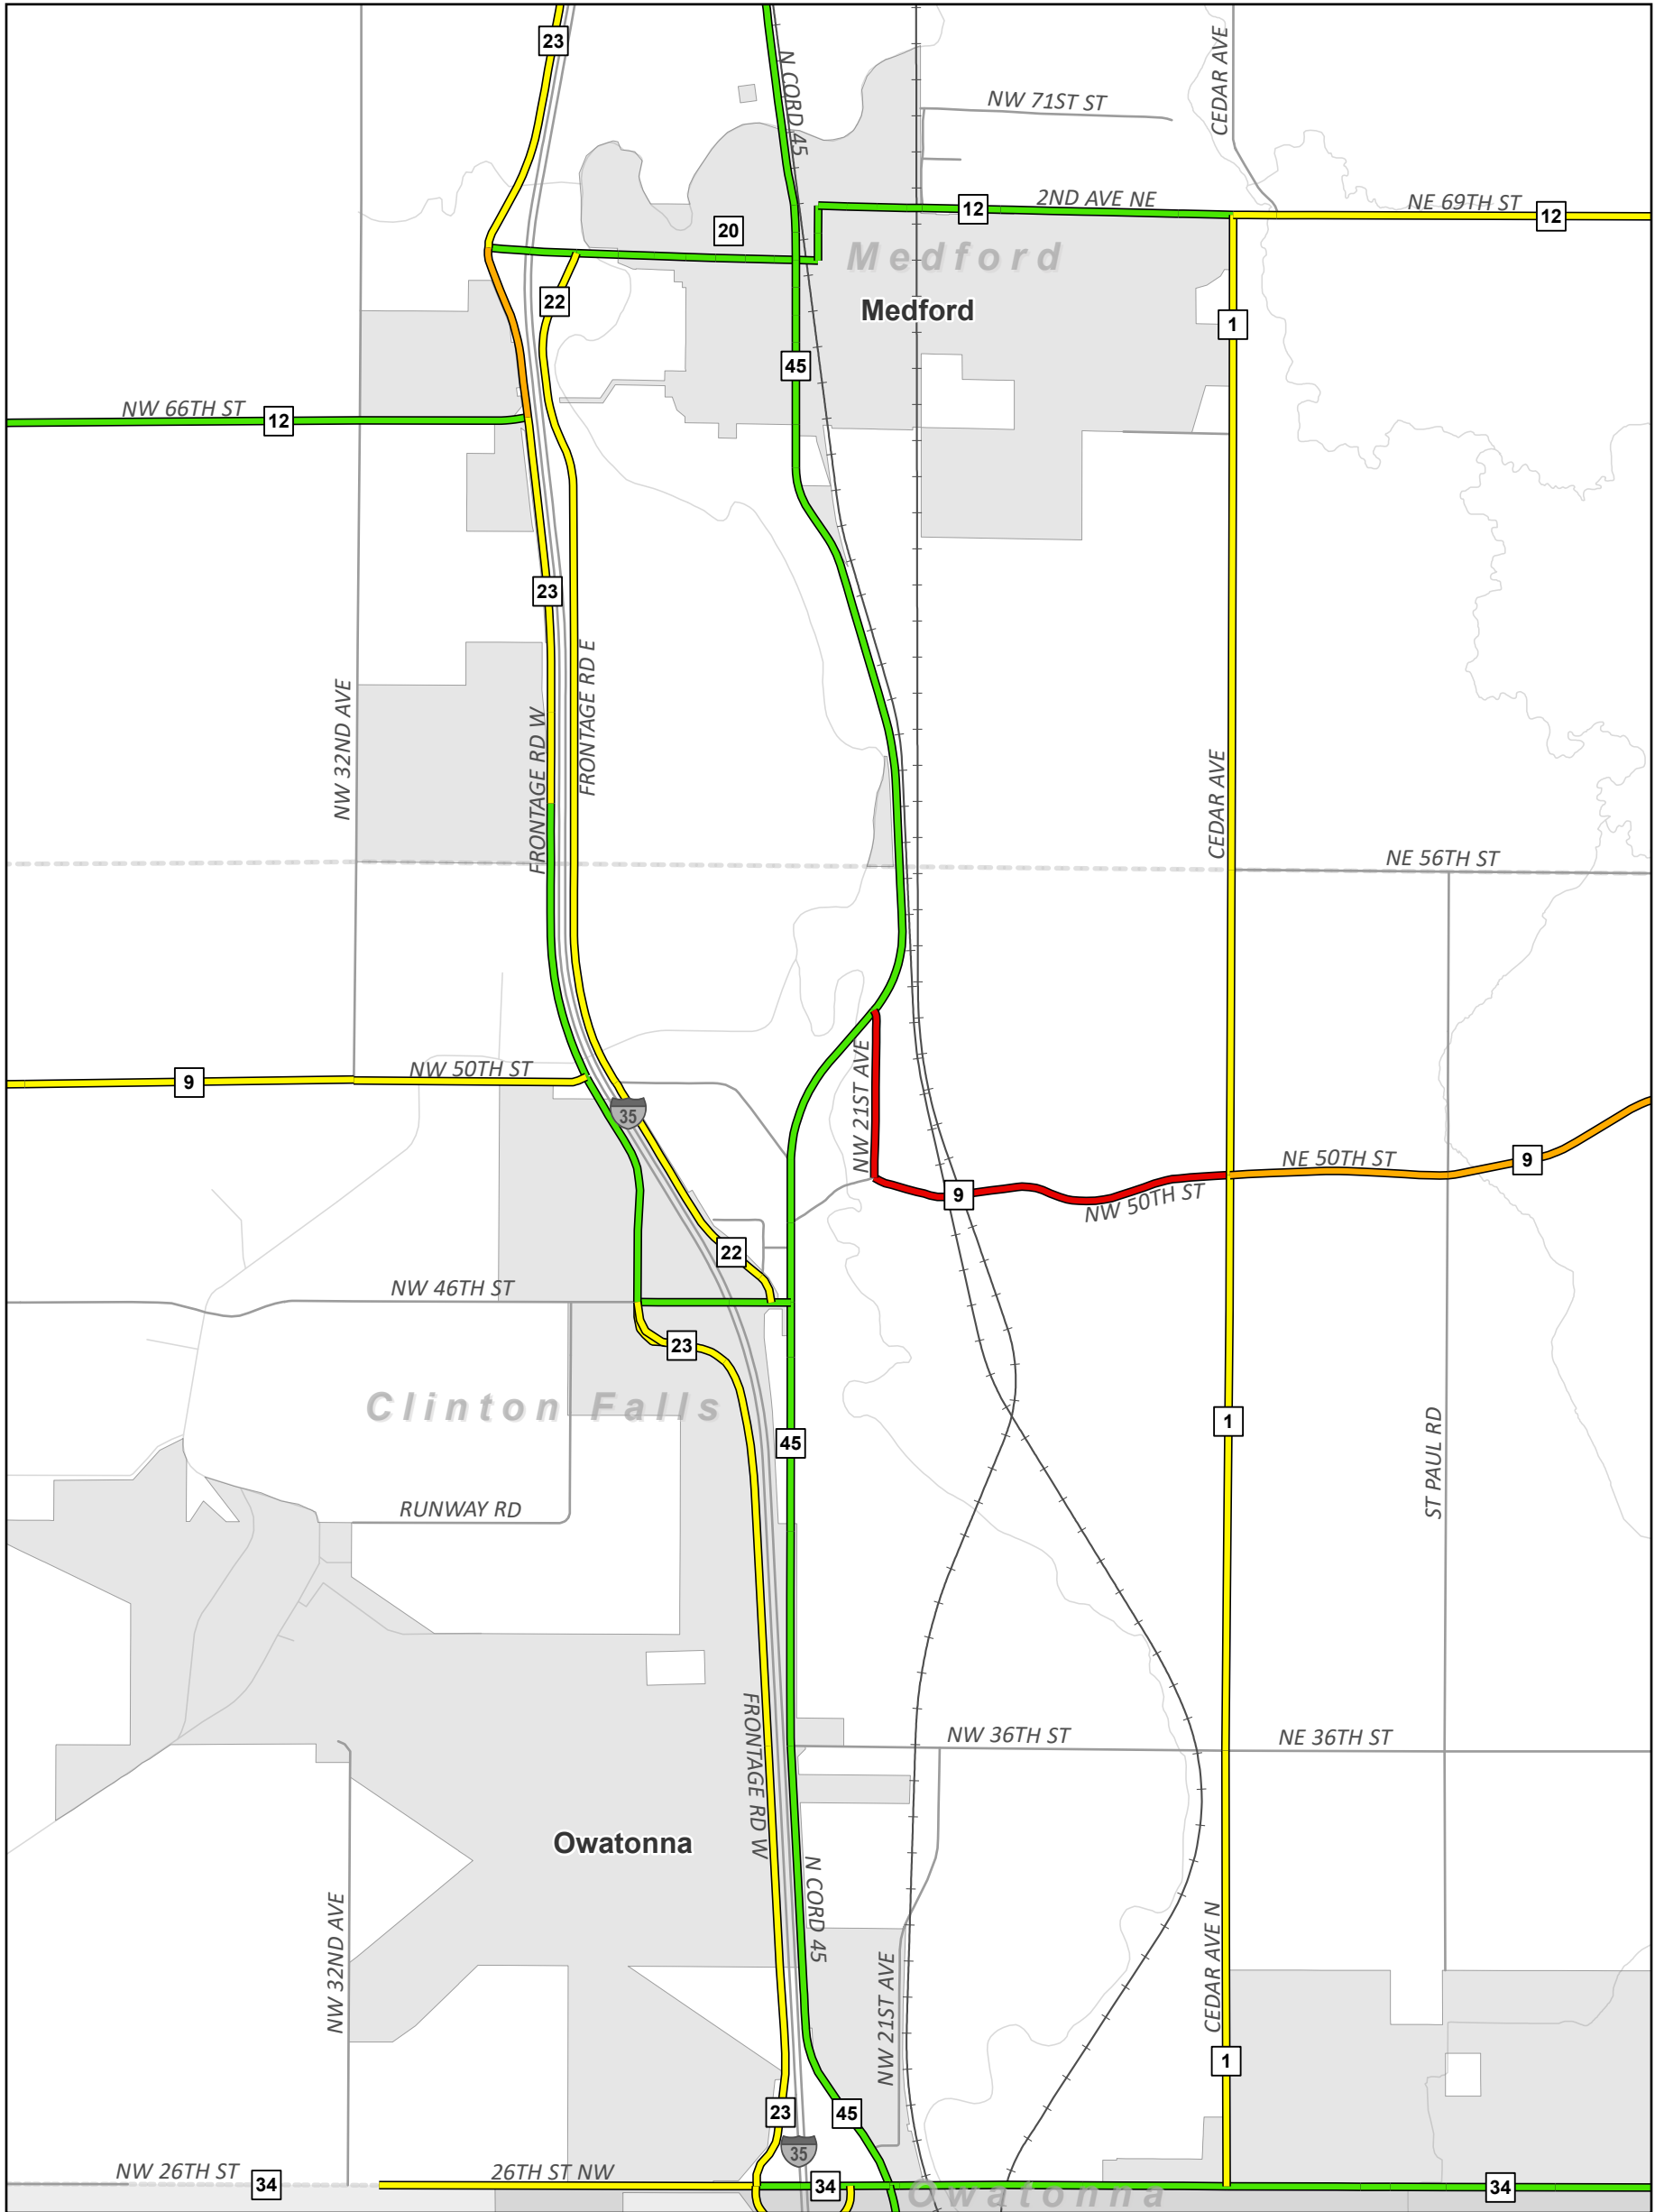 23
N CORD 45
CEDAR AVE
NW 71ST ST
12
2ND AVE NE
NE 69TH ST
12
20
Medford
Medford
22
1
45
NW 66TH ST
12
23
FRONTAGE RD E
NW 32ND AVE
FRONTAGE RD W
CEDAR AVE
NE 56TH ST
NW 50TH ST
9
35
NW 21ST AVE
NE 50TH ST
9
9
NW 50TH ST
22
NW 46TH ST
23
Clinton Falls
45
1
ST PAUL RD
RUNWAY RD
FRONTAGE RD W
NW 36TH ST
NE 36TH ST
Owatonna
N CORD 45
NW 32ND AVE
NW 21ST AVE
CEDAR AVE N
1
23
45
35
NW 26TH ST
34
26TH ST NW
34
Owatonna
34